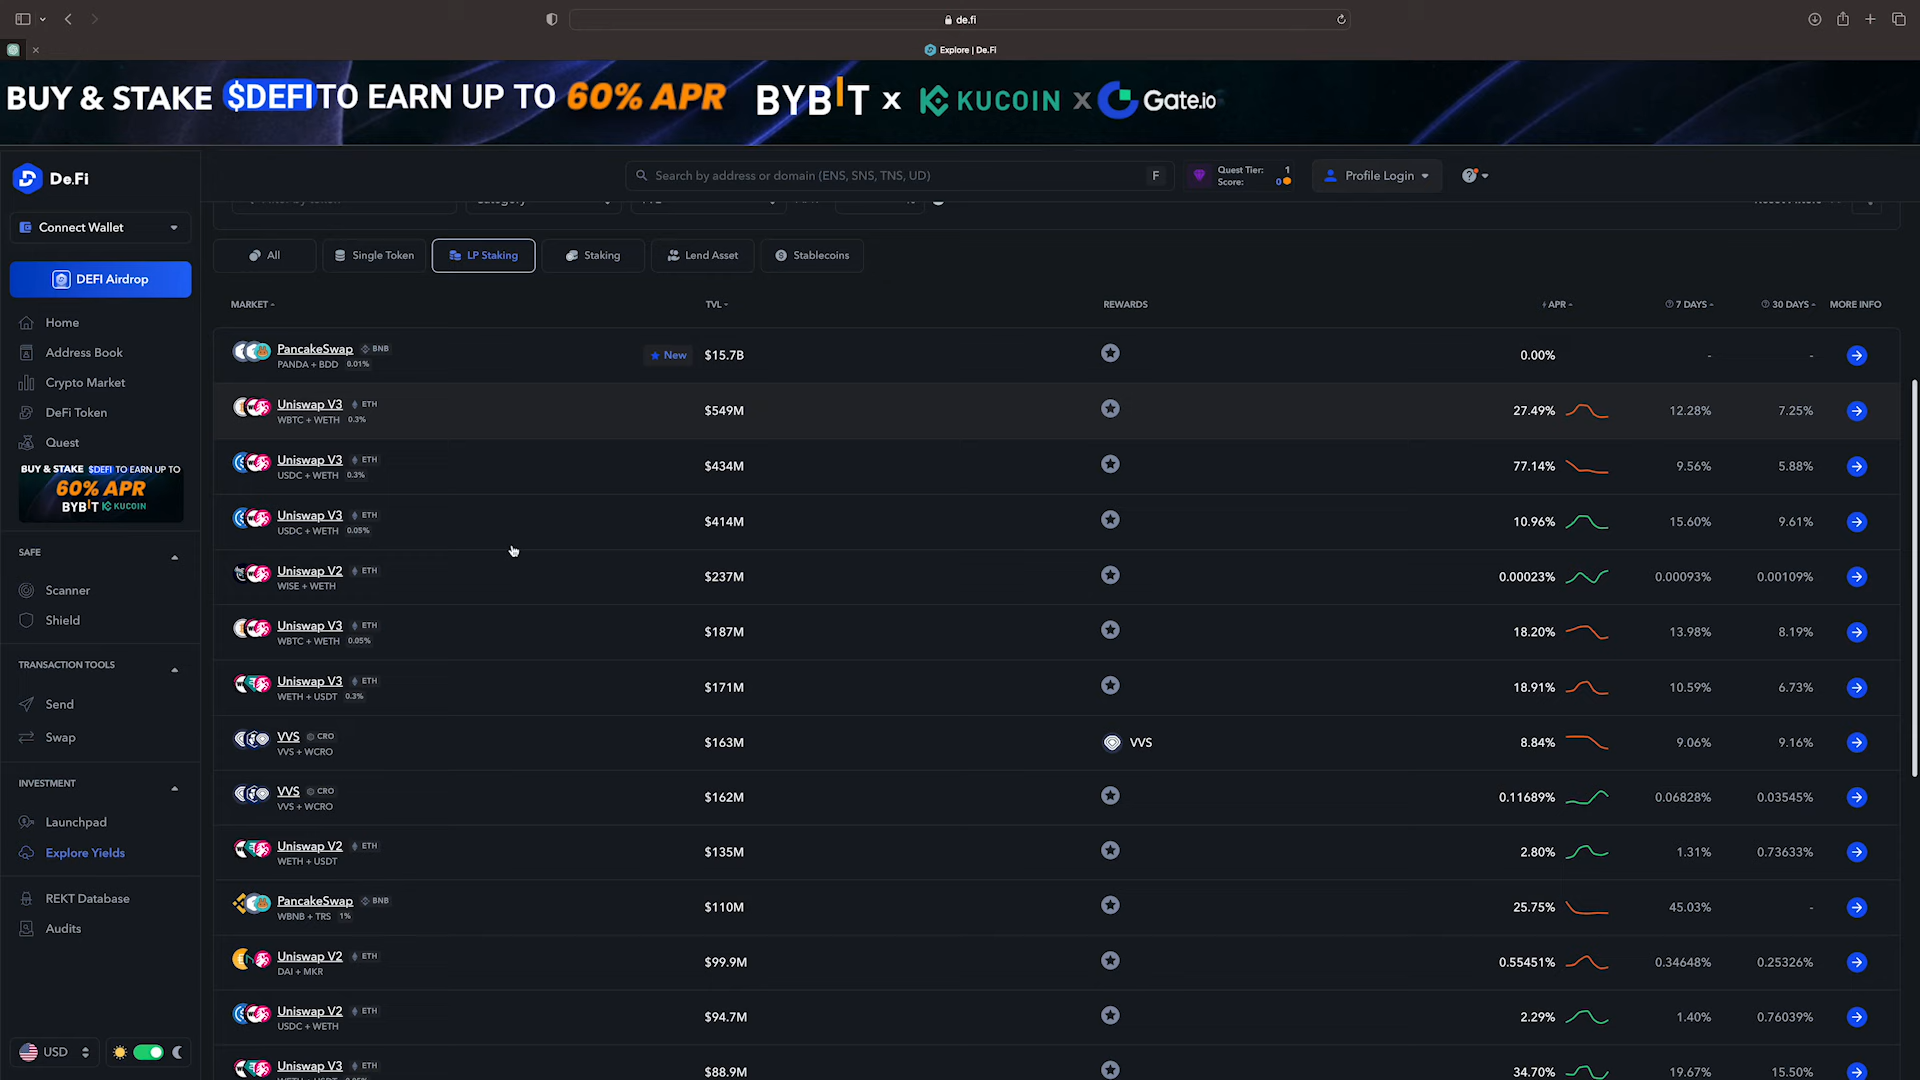 de.fi
Explore | De.Fi
BUY & STAKE $DEFI TO EARN UP TO 60% APR BYBIT x KUCOIN x Gate.io
De.Fi
Search by address or domain (ENS, SNS, TNS, UD) F
Quest Tier: 1
Score: 0
Profile Login
Connect Wallet
DEFI Airdrop
Home
Address Book
Crypto Market
DeFi Token
Quest
BUY & STAKE $DEFI TO EARN UP TO
60% APR
BYBIT KUCOIN
SAFE
Scanner
Shield
TRANSACTION TOOLS
Send
Swap
INVESTMENT
Launchpad
Explore Yields
REKT Database
Audits
USD
All Single Token LP Staking Staking Lend Asset Stablecoins
MARKET TVL REWARDS APR 7 DAYS 30 DAYS MORE INFO
PancakeSwap BNB New $15.7B 0.00% - -
PANDA + BDD 0.01%
Uniswap V3 ETH $549M 27.49% 12.28% 7.25%
WBTC + WETH 0.3%
Uniswap V3 ETH $434M 77.14% 9.56% 5.88%
USDC + WETH 0.3%
Uniswap V3 ETH $414M 10.96% 15.60% 9.61%
USDC + WETH 0.05%
Uniswap V2 ETH $237M 0.00023% 0.00093% 0.00109%
WISE + WETH
Uniswap V3 ETH $187M 18.20% 13.98% 8.19%
WBTC + WETH 0.05%
Uniswap V3 ETH $171M 18.91% 10.59% 6.73%
WETH + USDT 0.3%
VVS CRO $163M VVS 8.84% 9.06% 9.16%
VVS + WCRO
VVS CRO $162M 0.11689% 0.06828% 0.03545%
VVS + WCRO
Uniswap V2 ETH $135M 2.80% 1.31% 0.73633%
WETH + USDT
PancakeSwap BNB $110M 25.75% 45.03% -
WBNB + TRS 1%
Uniswap V2 ETH $99.9M 0.55451% 0.34648% 0.25326%
DAI + MKR
Uniswap V2 ETH $94.7M 2.29% 1.40% 0.76039%
USDC + WETH
Uniswap V3 ETH $88.9M 34.70% 19.67% 15.50%